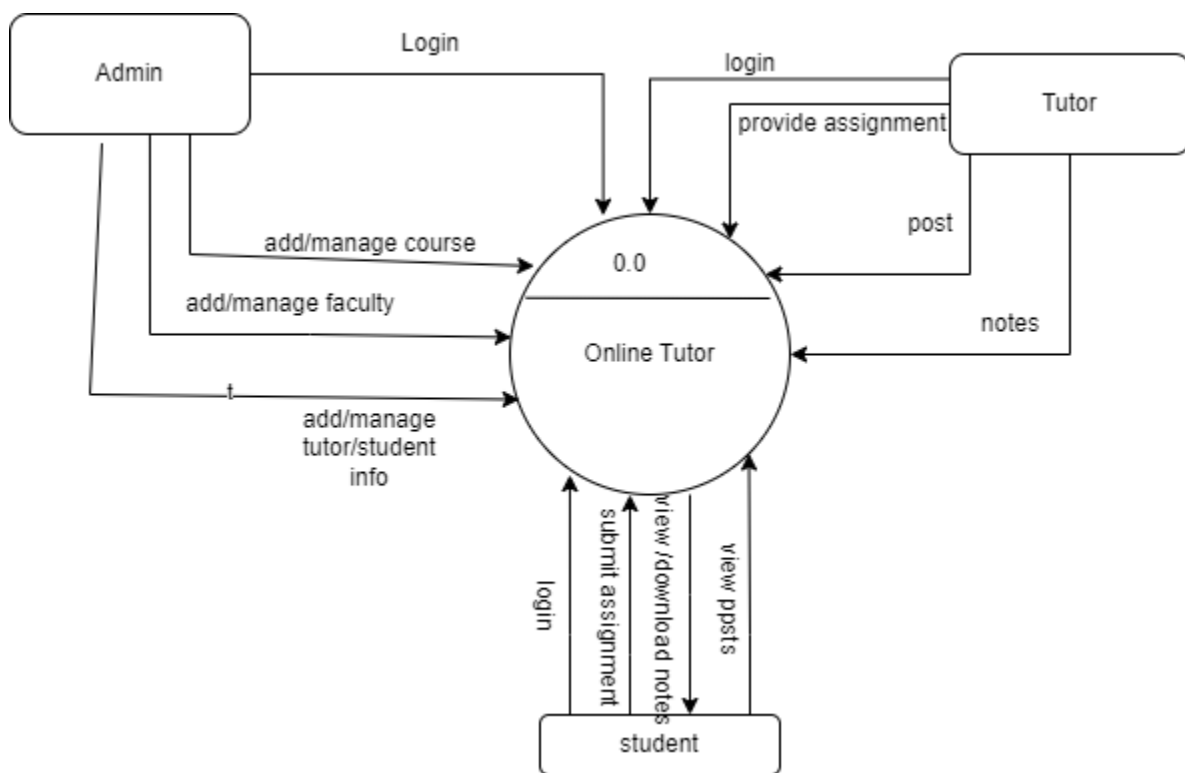 Admin
Login
login
Tutor
provide assignment
post
add/manage course
0.0
add/manage faculty
notes
Online Tutor
t
add/manage
tutor/student
info
login
submit assignment
view /download notes
view ppsts
student